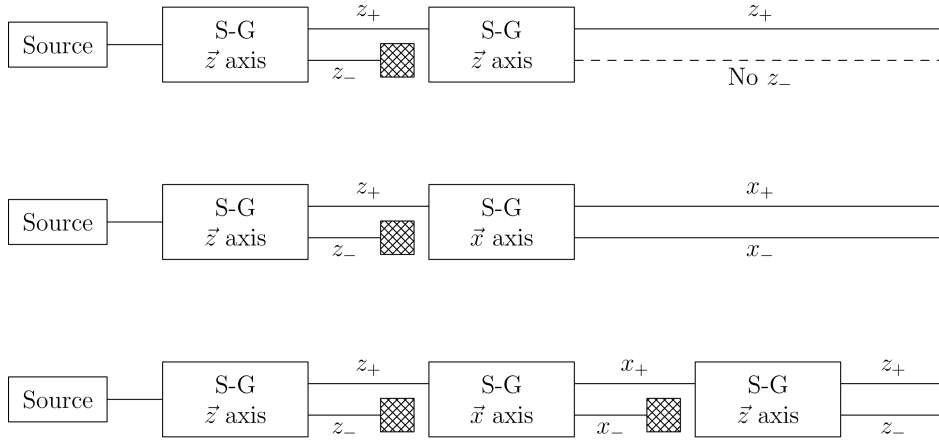 z₊ z₊
Source S-G S-G
z⃗ axis z⃗ axis
z₋ No z₋
z₊ x₊
Source S-G S-G
z⃗ axis x⃗ axis
z₋ x₋
z₊ x₊ z₊
Source S-G S-G S-G
z⃗ axis x⃗ axis z⃗ axis
z₋ x₋ z₋